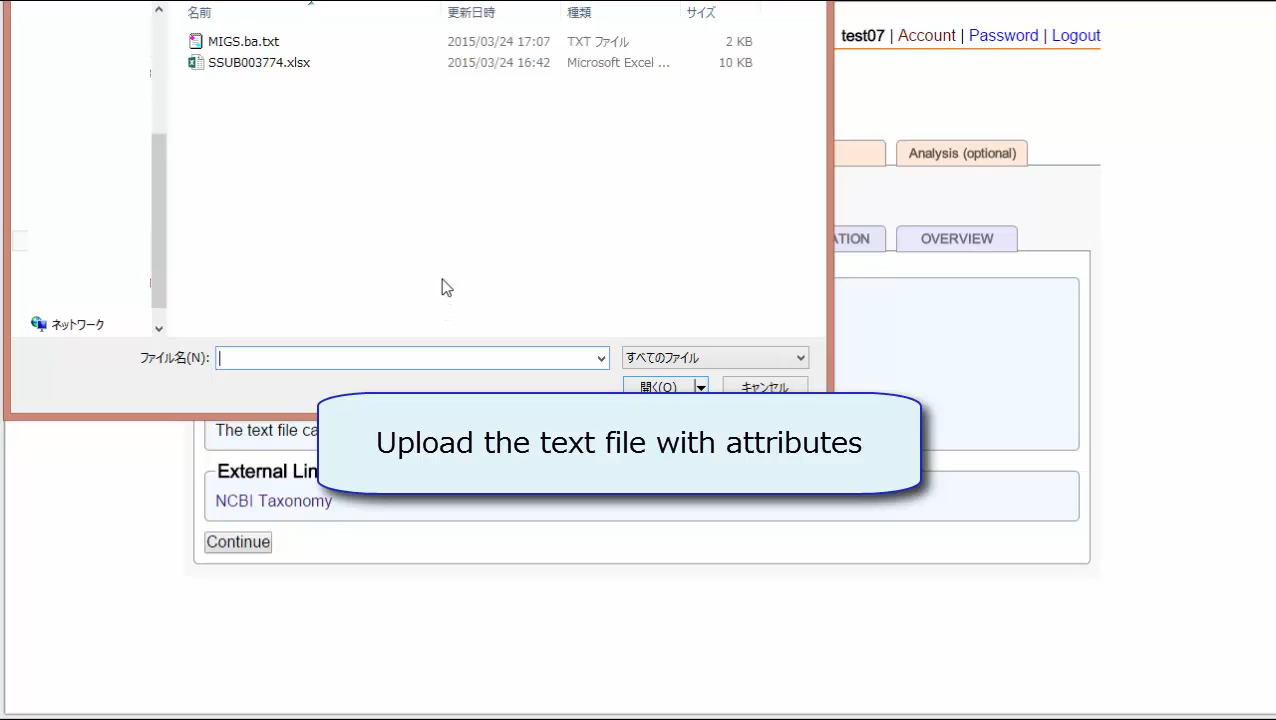 名前 更新日時 種類 サイズ
MIGS.ba.txt 2015/03/24 17:07 TXT ファイル 2 KB
SSUB003774.xlsx 2015/03/24 16:42 Microsoft Excel ... 10 KB
test07 | Account | Password | Logout
Analysis (optional)
ATION OVERVIEW
ネットワーク
ファイル名(N): すべてのファイル
開く(O) キャンセル
The text file ca
Upload the text file with attributes
External Lin
NCBI Taxonomy
Continue